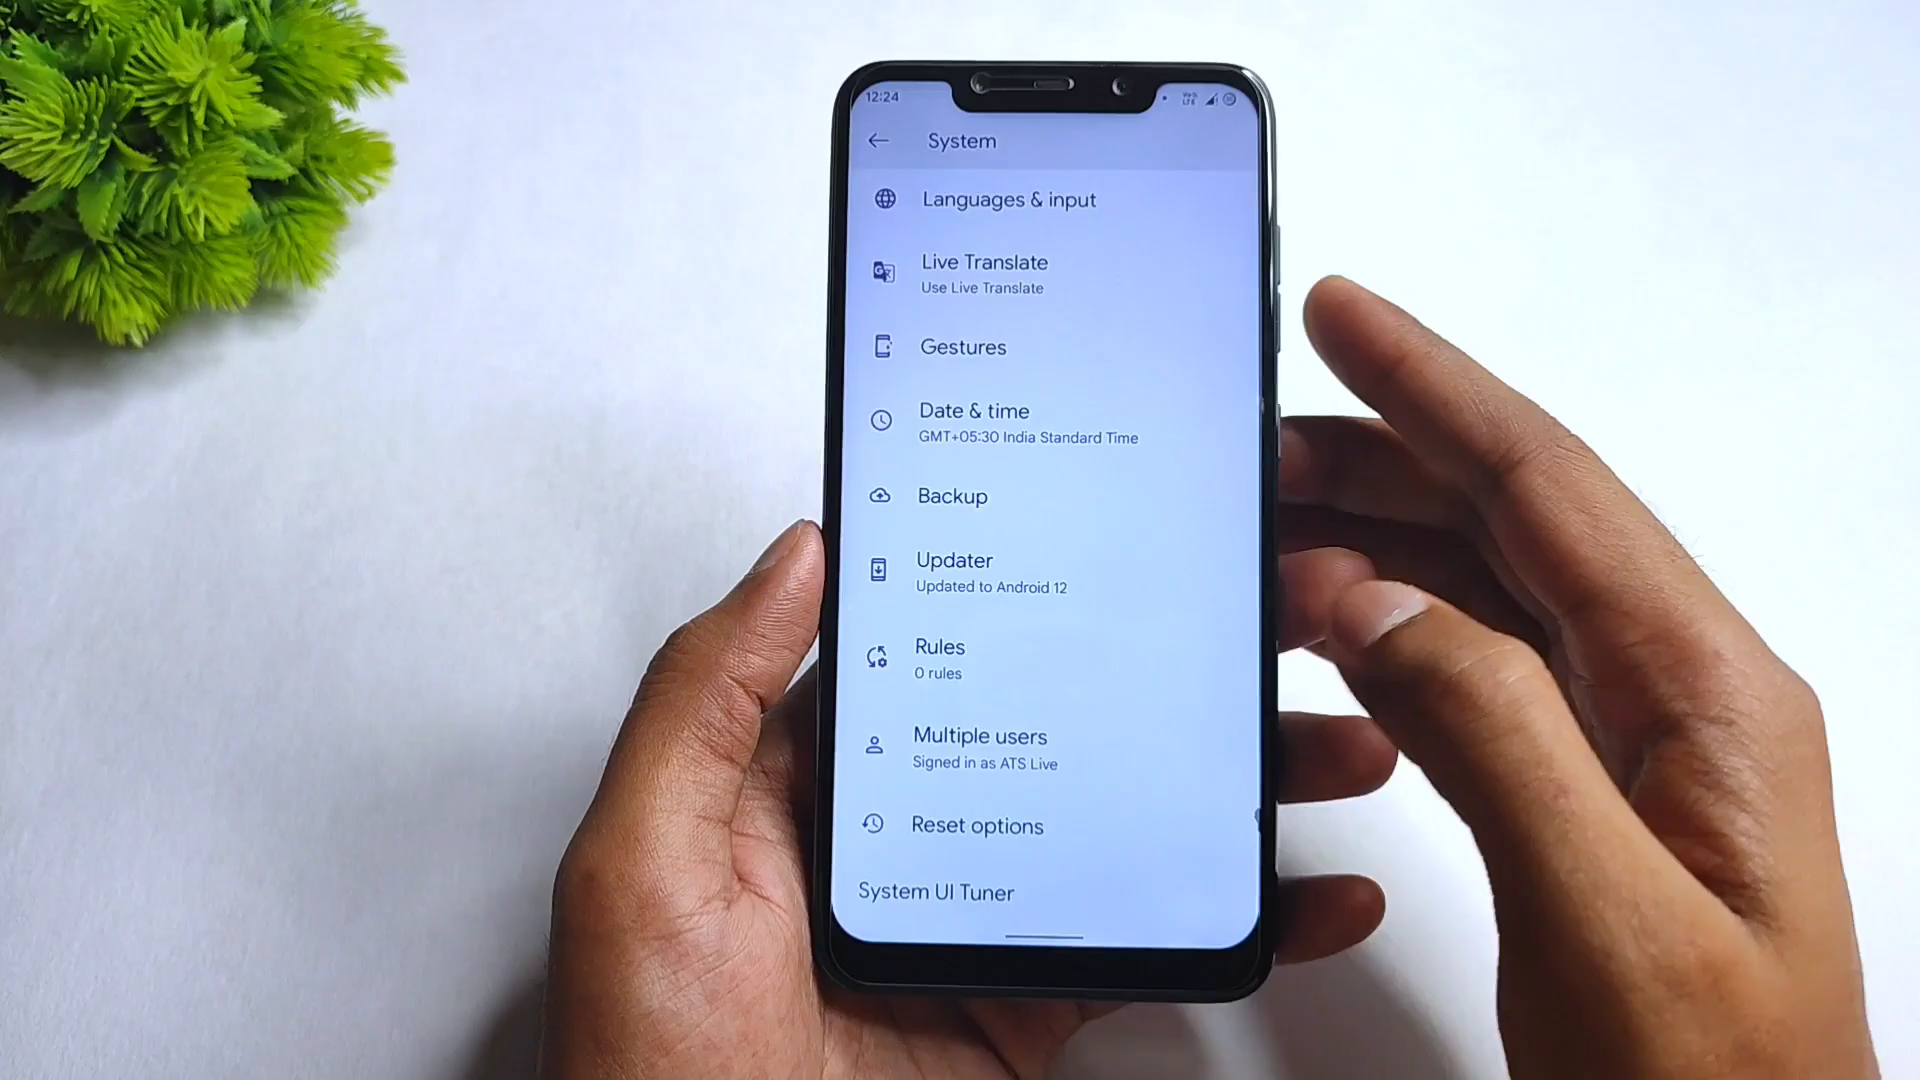 12:24
System
Languages & input
Live Translate
Use Live Translate
Gestures
Date & time
GMT+05:30 India Standard Time
Backup
Updater
Updated to Android 12
Rules
0 rules
Multiple users
Signed in as ATS Live
Reset options
System UI Tuner